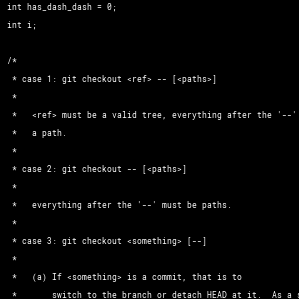 int has_dash_dash = 0;
int i;
/*
* case 1: git checkout <ref> -- [<paths>]
*
*   <ref> must be a valid tree, everything after the '--'
*   a path.
*
* case 2: git checkout -- [<paths>]
*
*   everything after the '--' must be paths.
*
* case 3: git checkout <something> [--]
*
*   (a) If <something> is a commit, that is to
*       switch to the branch or detach HEAD at it.  As a s